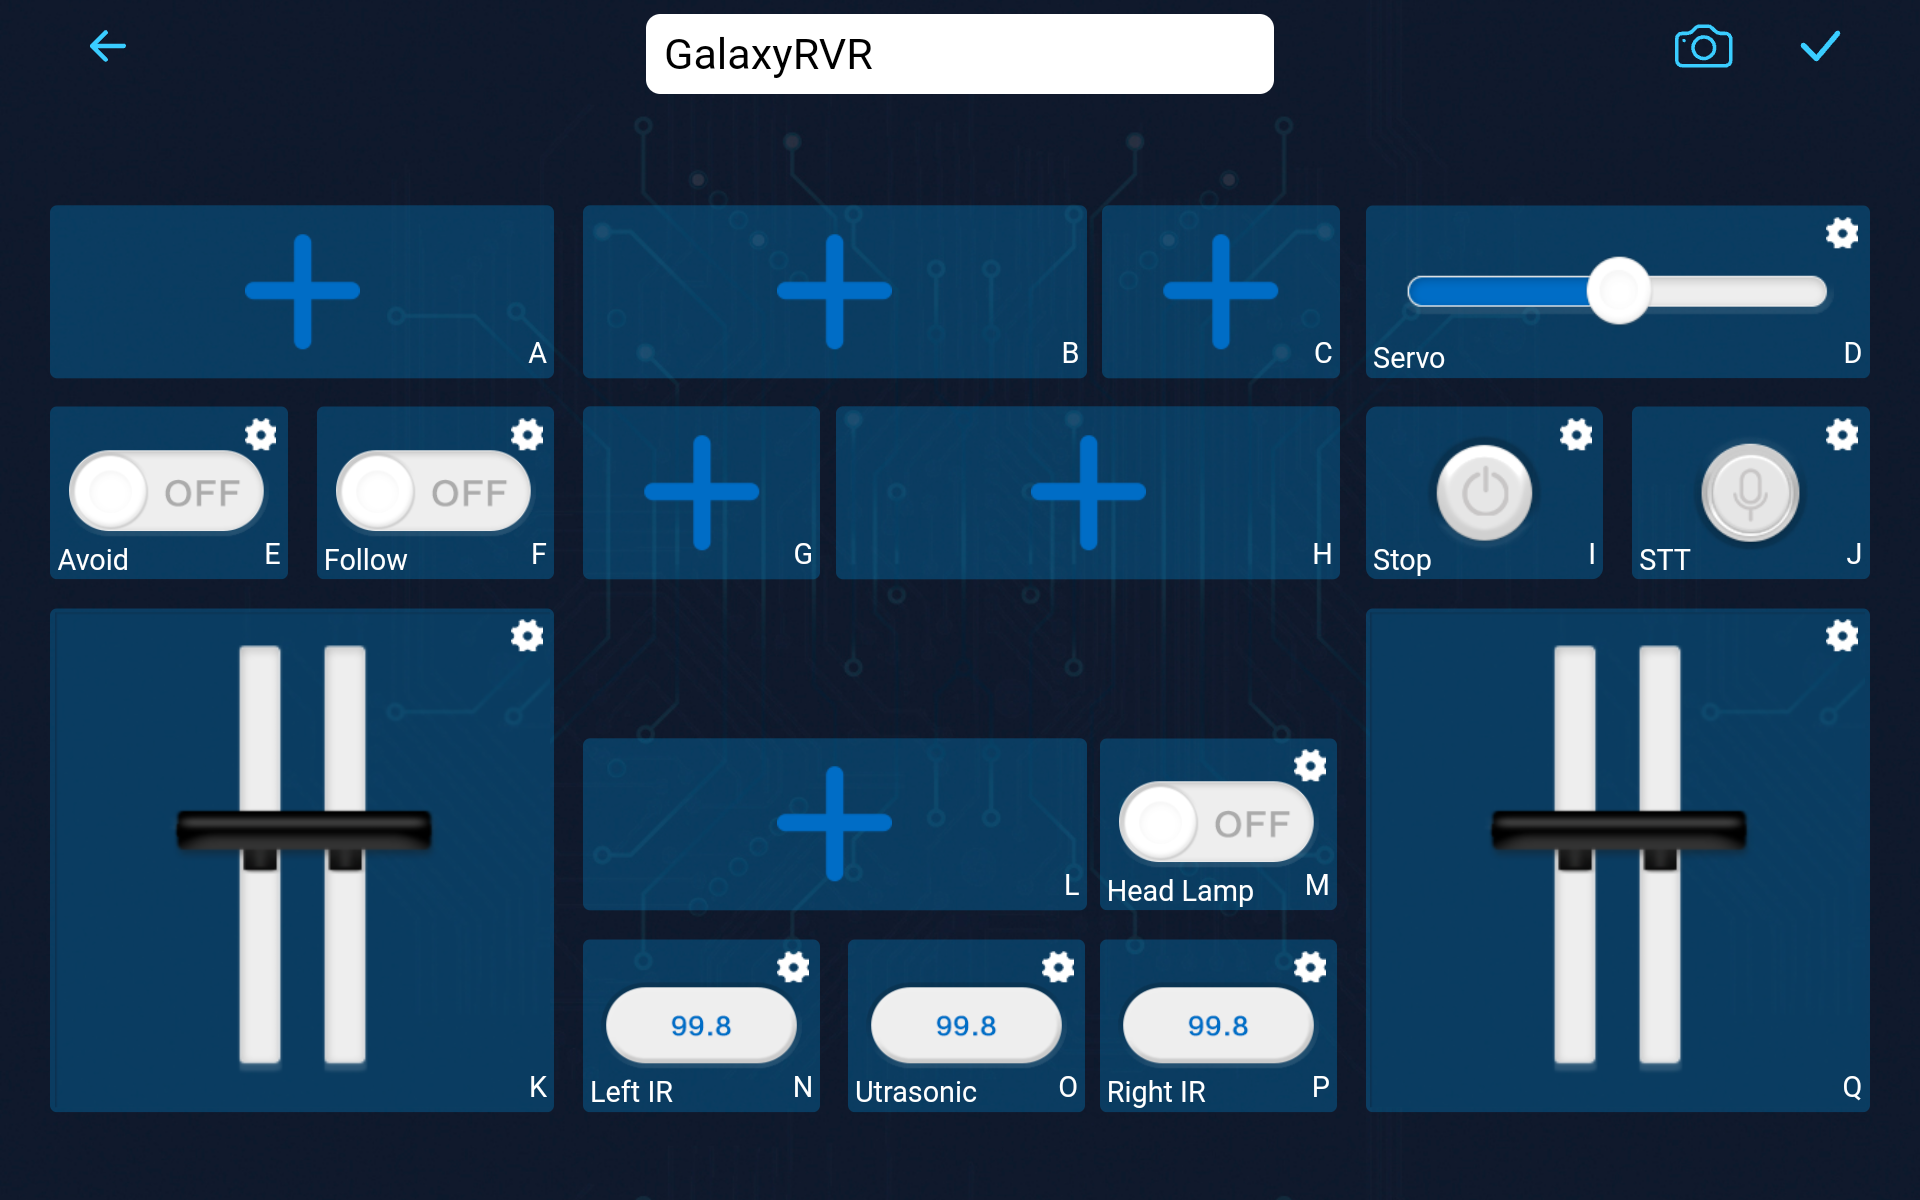 GalaxyRVR
A
B
C
Servo D
OFF
Avoid E
OFF
Follow F
G
H
Stop I
STT J
K
L
OFF
Head Lamp M
99.8
Left IR N
99.8
Utrasonic O
99.8
Right IR P
Q